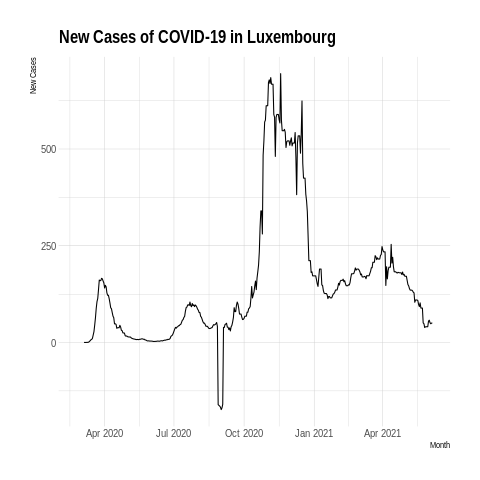 New Cases of COVID-19 in Luxembourg
New Cases
500
250
0
Apr 2020 Jul 2020 Oct 2020 Jan 2021 Apr 2021
Month